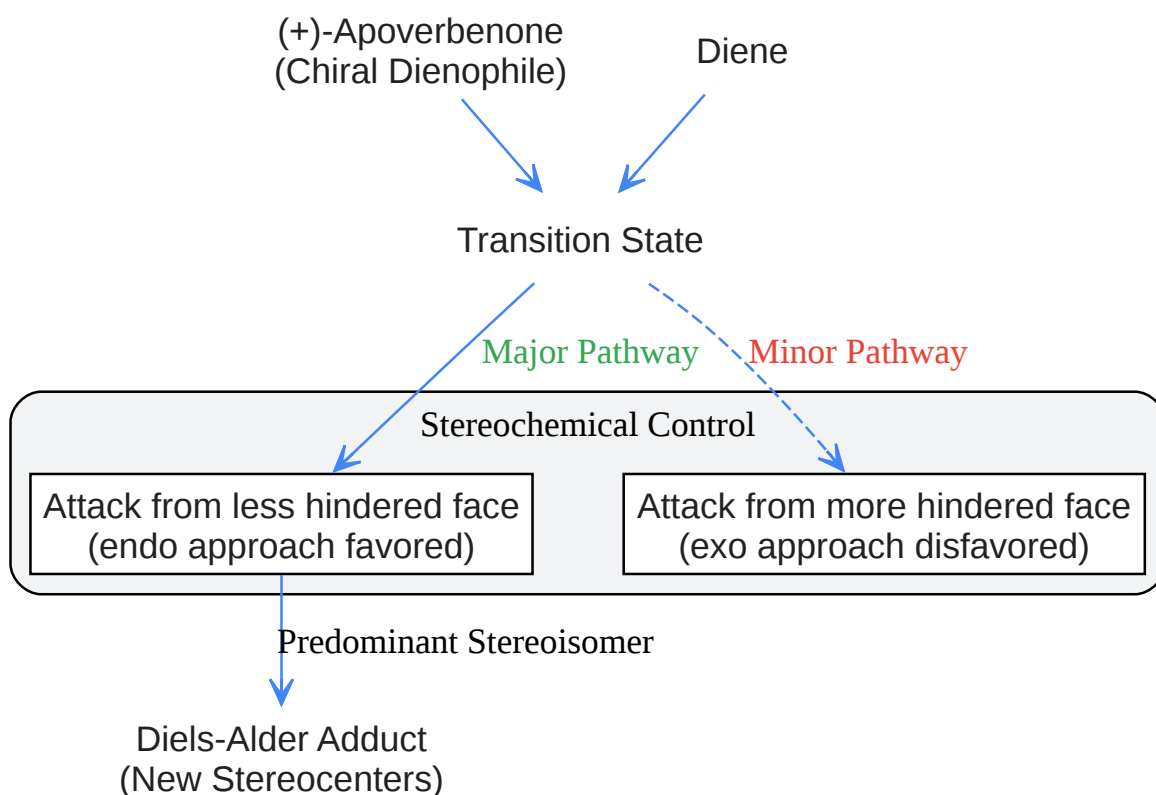 (+)-Apoverbenone
(Chiral Dienophile)
Diene
Transition State
Major Pathway
Minor Pathway
Stereochemical Control
Attack from less hindered face
(endo approach favored)
Attack from more hindered face
(exo approach disfavored)
Predominant Stereoisomer
Diels-Alder Adduct
(New Stereocenters)